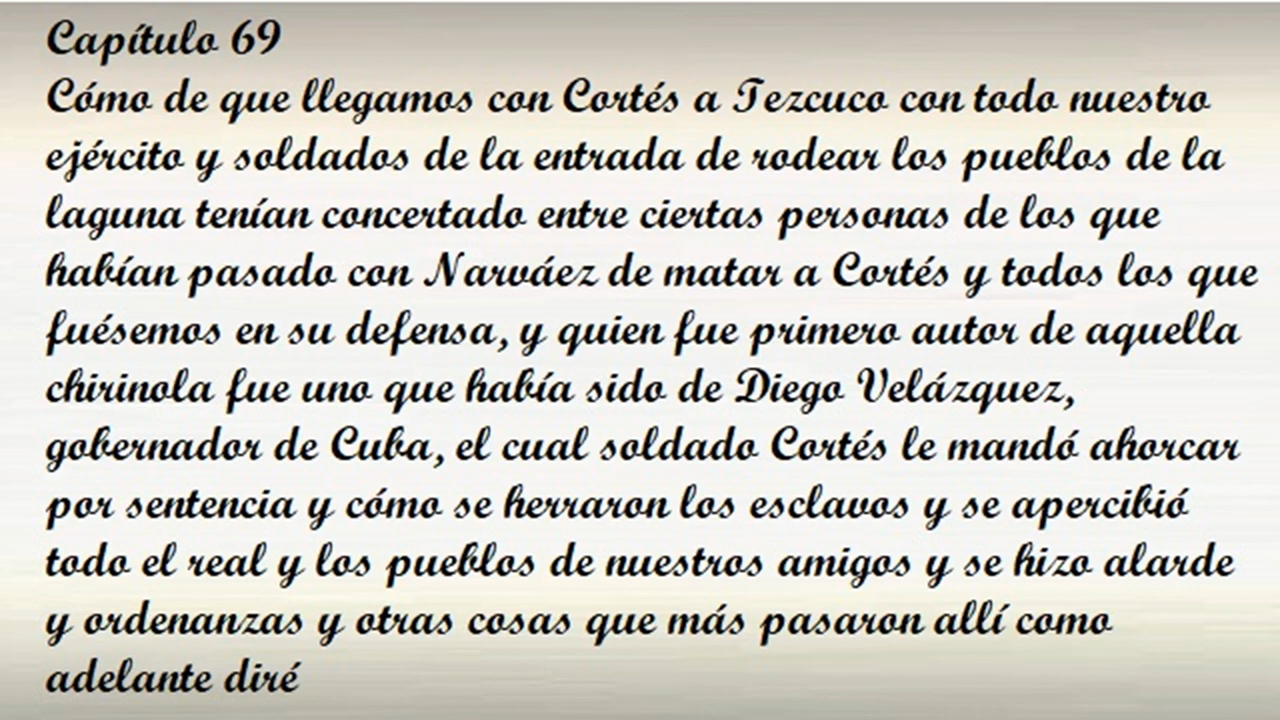 Capítulo 69
Cómo de que llegamos con Cortés a Tezcuco con todo nuestro
ejército y soldados de la entrada de rodear los pueblos de la
laguna tenían concertado entre ciertas personas de los que
habían pasado con Narváez de matar a Cortés y todos los que
fuésemos en su defensa, y quien fue primero autor de aquella
chirinola fue uno que había sido de Diego Velázquez,
gobernador de Cuba, el cual soldado Cortés le mandó ahorcar
por sentencia y cómo se herraron los esclavos y se apercibió
todo el real y los pueblos de nuestros amigos y se hizo alarde
y ordenanzas y otras cosas que más pasaron allí como
adelante diré